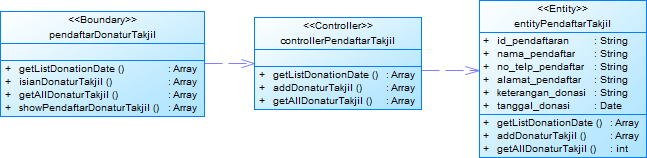 <<Boundary>>
pendaftarDonaturTakjil
+ getListDonationDate () : Array
+ isianDonaturTakjil () : Array
+ getAllDonaturTakjil () : Array
+ showPendaftarDonaturTakjil () : Array
<<Controller>>
controllerPendaftarTakjil
+ getListDonationDate () : Array
+ addDonaturTakjil () : Array
+ getAllDonaturTakjil () : Array
<<Entity>>
entityPendaftarTakjil
+ id_pendaftaran : String
+ nama_pendaftar : String
+ no_telp_pendaftar : String
+ alamat_pendaftar : String
+ keterangan_donasi : String
+ tanggal_donasi : Date
+ getListDonationDate () : Array
+ addDonaturTakjil () : Array
+ getAllDonaturTakjil () : int